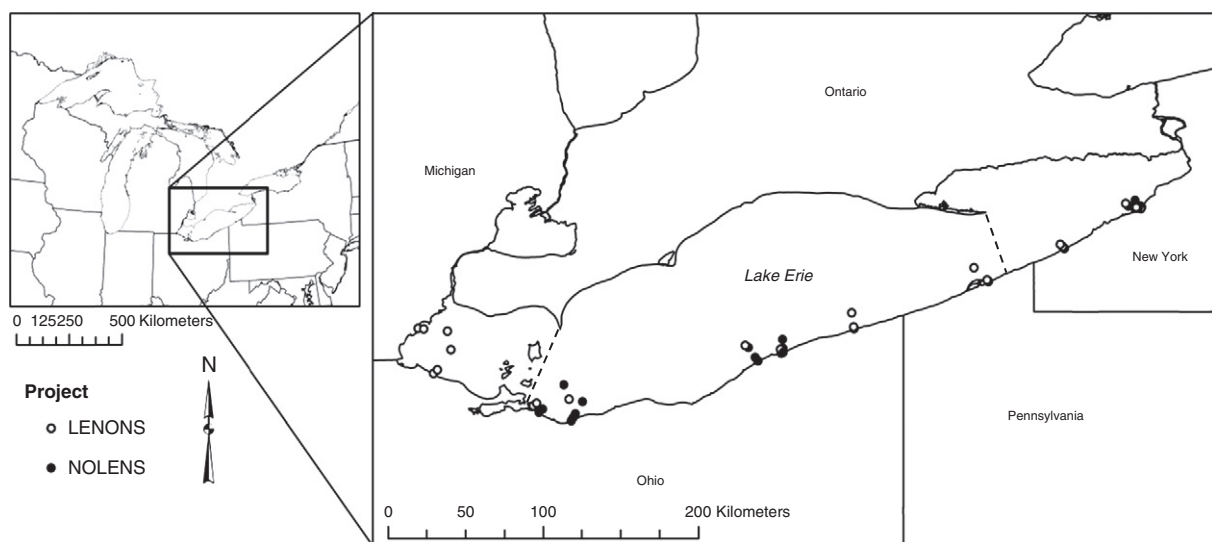 Ontario
Michigan
Lake Erie
New York
Pennsylvania
Ohio
0 125250 500 Kilometers
N
Project
LENONS
NOLENS
0 50 100 200 Kilometers